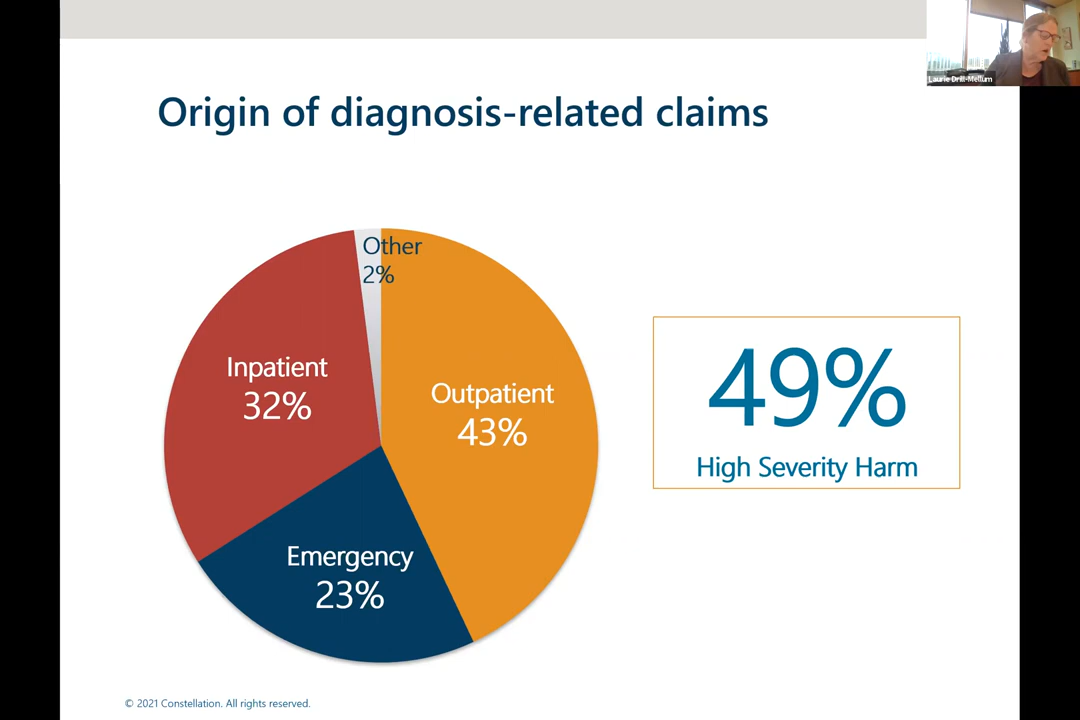 Laurie Drill-Mellum
Origin of diagnosis-related claims
Other
2%
Inpatient
32%
Outpatient
43%
Emergency
23%
49%
High Severity Harm
© 2021 Constellation. All rights reserved.